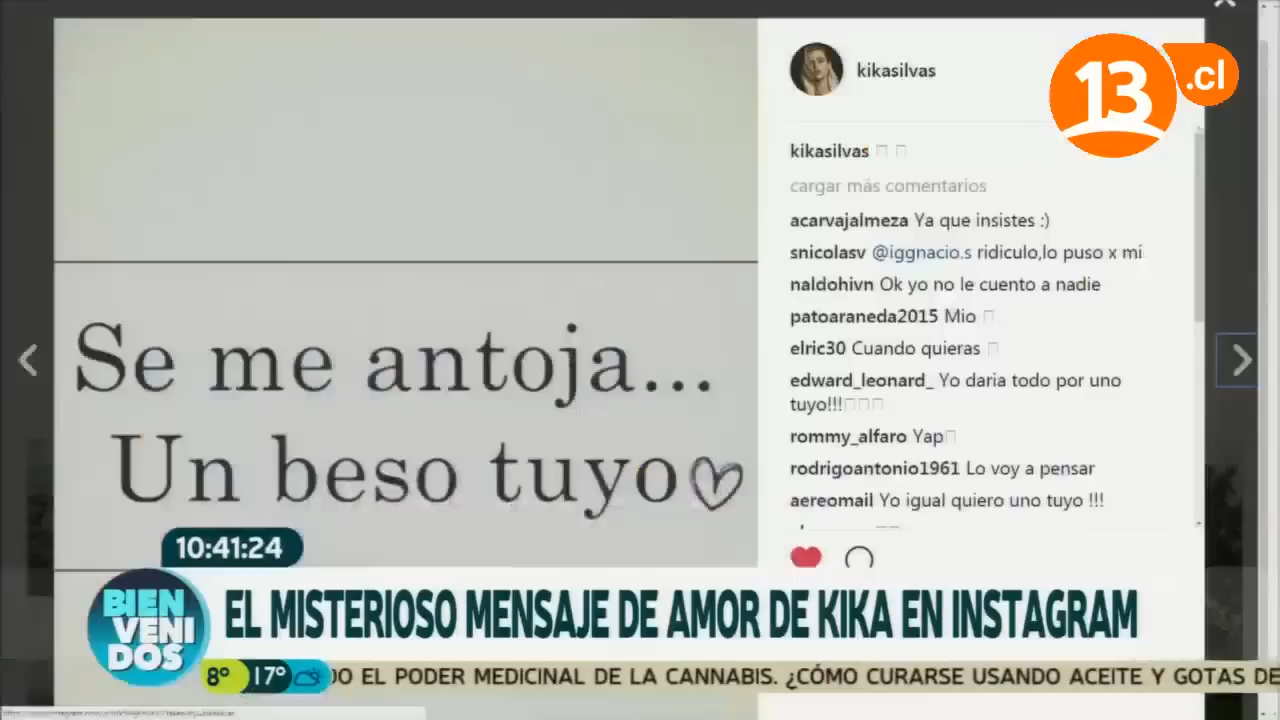 13.cl
kikasilvas
kikasilvas
cargar más comentarios
acarvajalmeza Ya que insistes :)
snicolasv @iggnacio.s ridiculo,lo puso x mí
naldohivn Ok yo no le cuento a nadie
patoaraneda2015 Mio
elric30 Cuando quieras
edward_leonard_ Yo daria todo por uno
tuyo!!!
rommy_alfaro Yap
rodrigoantonio1961 Lo voy a pensar
aereomail Yo igual quiero uno tuyo !!!
Se me antoja...
Un beso tuyo
10:41:24
BIEN
VENI
DOS
EL MISTERIOSO MENSAJE DE AMOR DE KIKA EN INSTAGRAM
8° 17° DO EL PODER MEDICINAL DE LA CANNABIS. ¿CÓMO CURARSE USANDO ACEITE Y GOTAS DE